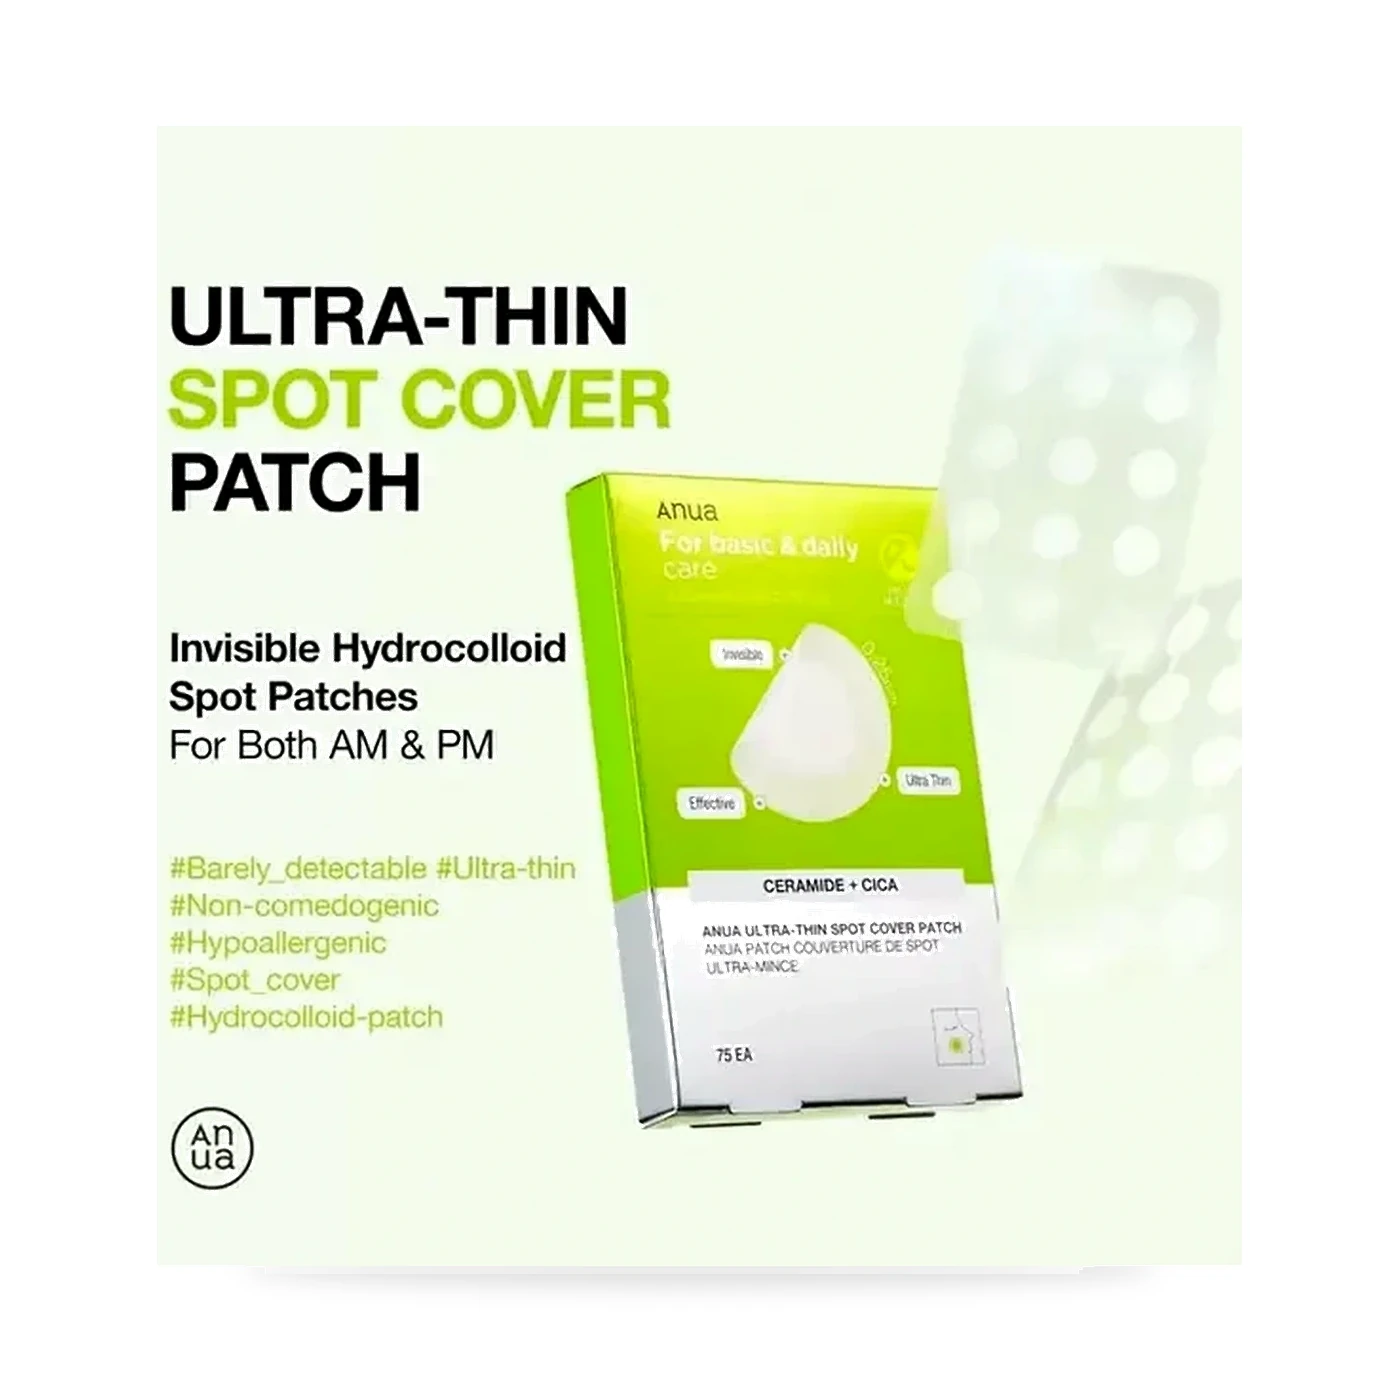 ULTRA-THIN
SPOT COVER
PATCH
Invisible Hydrocolloid
Spot Patches
For Both AM & PM
#Barely_detectable #Ultra-thin
#Non-comedogenic
#Hypoallergenic
#Spot_cover
#Hydrocolloid-patch
An
ua
Anua
For basic & daily
care
Invisible
Ultra Thin
Effective
CERAMIDE + CICA
ANUA ULTRA-THIN SPOT COVER PATCH
ANUA PATCH COUVERTURE DE SPOT
ULTRA-MINCE
75 EA